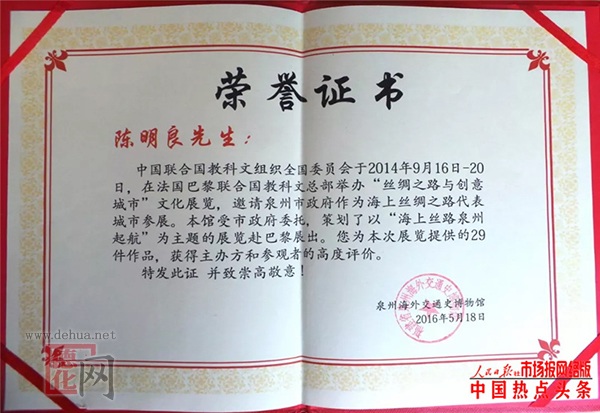 荣誉证书
陈明良先生：
中国联合国教科文组织全国委员会于2014年9月16日-20
日，在法国巴黎联合国教科文总部举办“丝绸之路与创意
城市”文化展览，邀请泉州市政府作为海上丝绸之路代表
城市参展。本馆受市政府委托，策划了以“海上丝路泉州
起航”为主题的展览赴巴黎展出。您为本次展览提供的29
件作品，获得主办方和参观者的高度评价。
特发此证 并致崇高敬意！
泉州海外交通史博物馆
2016年5月18日
www.dehua.net
德化网
人民日报社市场报网络版
中国热点头条